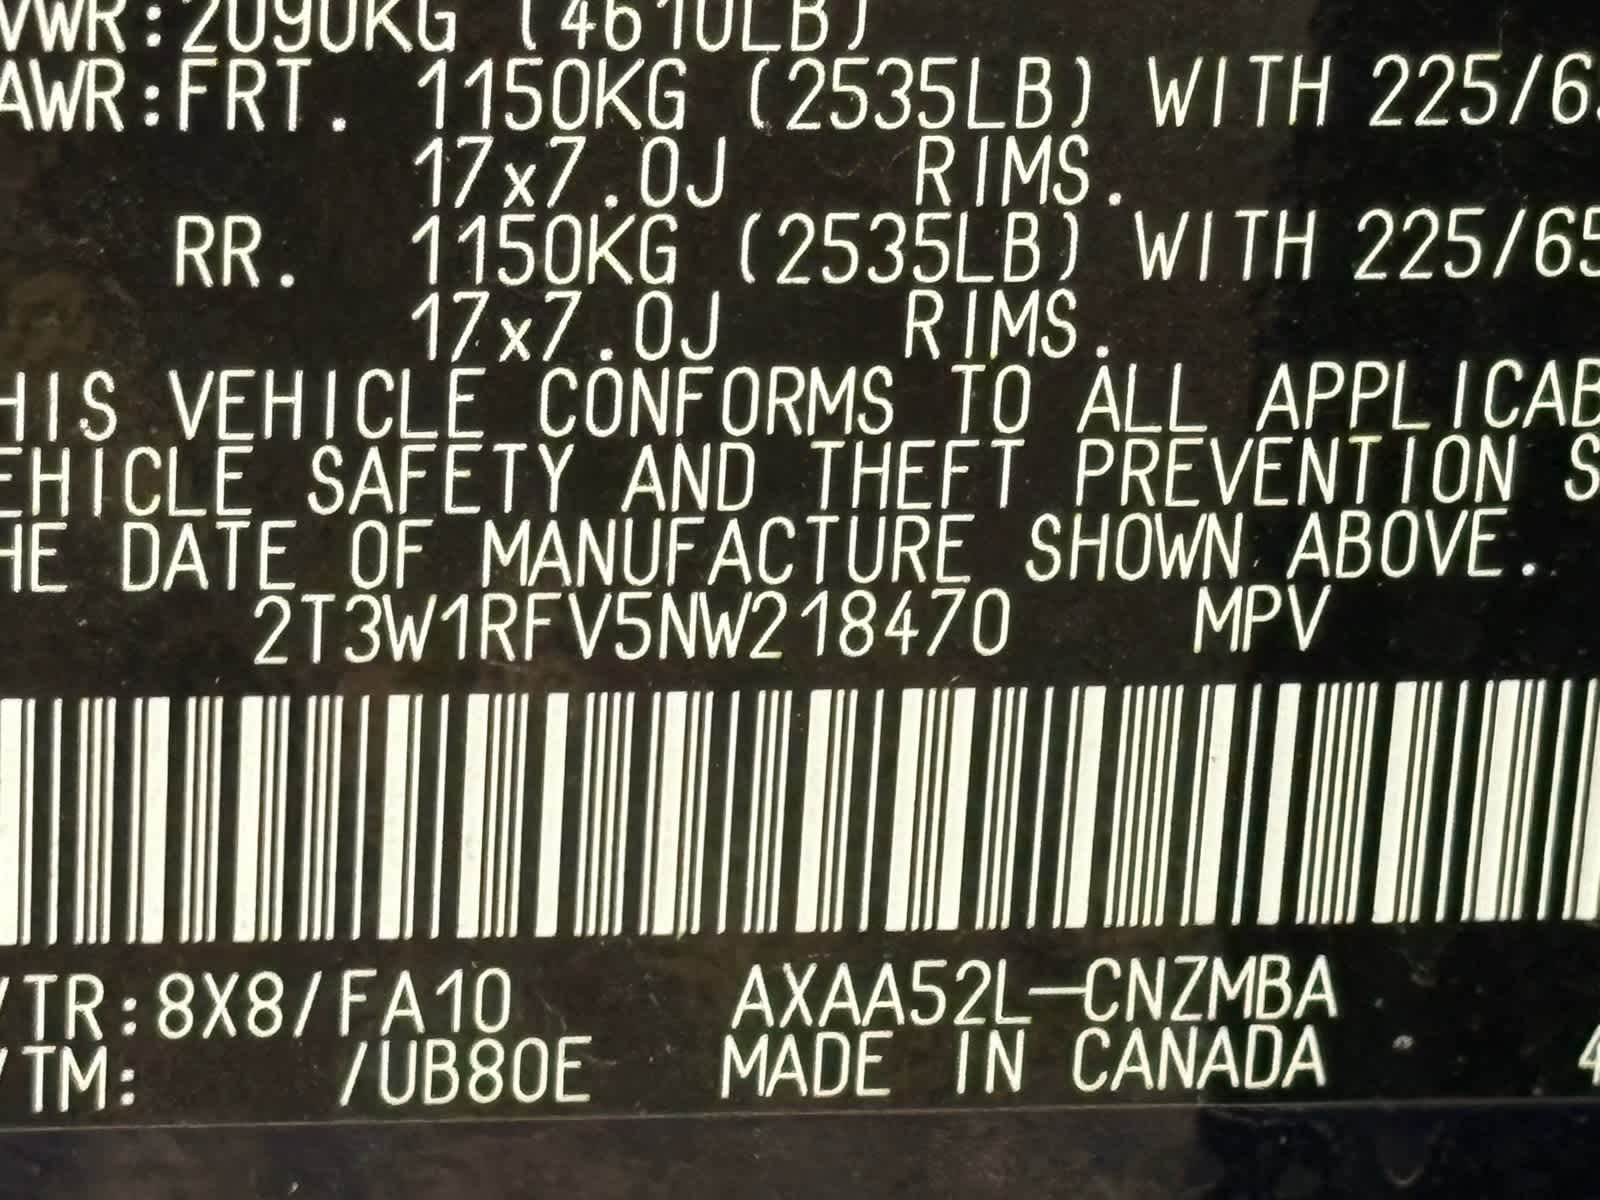 VWR:2090KG (4610LB)
AWR:FRT. 1150KG (2535LB) WITH 225/6
17x7.0J RIMS.
RR. 1150KG (2535LB) WITH 225/65
17x7.0J RIMS.
HIS VEHICLE CONFORMS TO ALL APPLICAB
EHICLE SAFETY AND THEFT PREVENTION S
HE DATE OF MANUFACTURE SHOWN ABOVE.
2T3W1RFV5NW218470 MPV
/TR:8X8/FA10 AXAA52L-CNZMBA
/TM: /UB80E MADE IN CANADA 4